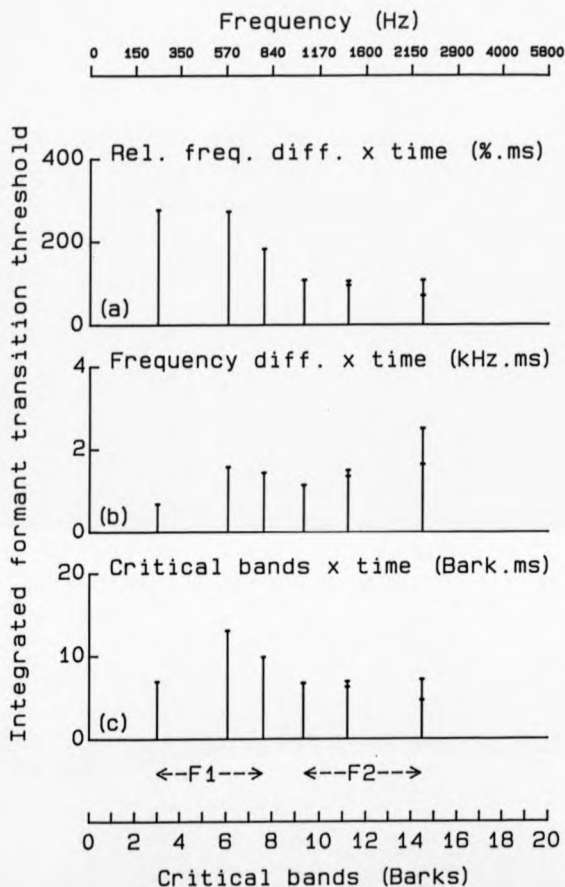 Frequency (Hz)
0 150 350 570 840 1170 1600 2150 2900 4000 5800
Integrated formant transition threshold
Rel. freq. diff. x time (%.ms)
400
200
0
(a)
Frequency diff. x time (kHz.ms)
4
2
0
(b)
Critical bands x time (Bark.ms)
20
10
0
(c)
<--F1---> <--F2--->
0 2 4 6 8 10 12 14 16 18 20
Critical bands (Barks)